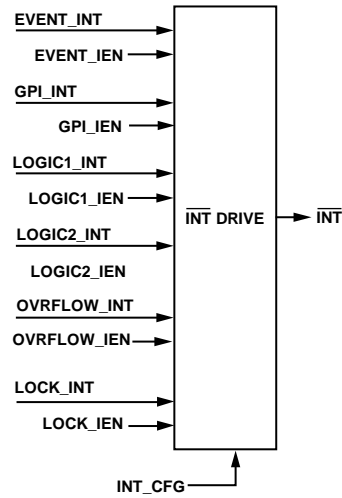 EVENT_INT
EVENT_IEN
GPI_INT
GPI_IEN
LOGIC1_INT
LOGIC1_IEN
INT DRIVE
INT
LOGIC2_INT
LOGIC2_IEN
OVRFLOW_INT
OVRFLOW_IEN
LOCK_INT
LOCK_IEN
INT_CFG